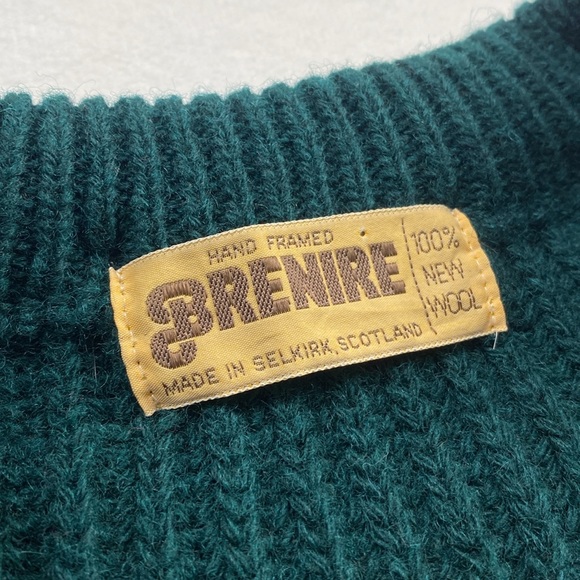 HAND FRAMED
BRENIRE
MADE IN SELKIRK, SCOTLAND
100%
NEW
WOOL